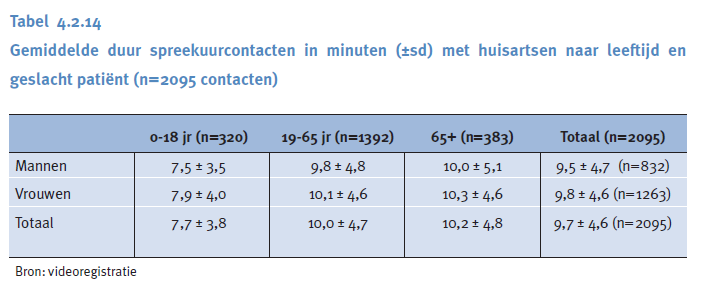 Tabel 4.2.14
Gemiddelde duur spreekuurcontacten in minuten (±sd) met huisartsen naar leeftijd en
geslacht patiënt (n=2095 contacten)
0-18 jr (n=320) 19-65 jr (n=1392) 65+ (n=383) Totaal (n=2095)
Mannen 7,5 ± 3,5 9,8 ± 4,8 10,0 ± 5,1 9,5 ± 4,7 (n=832)
Vrouwen 7,9 ± 4,0 10,1 ± 4,6 10,3 ± 4,6 9,8 ± 4,6 (n=1263)
Totaal 7,7 ± 3,8 10,0 ± 4,7 10,2 ± 4,8 9,7 ± 4,6 (n=2095)
Bron: videoregistratie